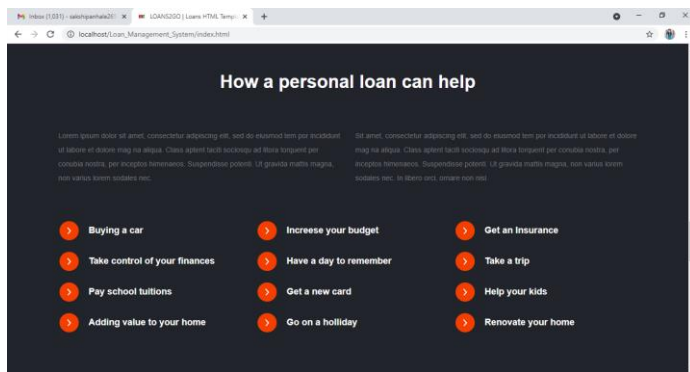 Inbox (1,031) - sakshipanhale26
LOANS2GO | Loans HTML Temp
localhost/Loan_Management_System/index.html
How a personal loan can help
Lorem ipsum dolor sit amet, consectetur adipiscing elit, sed do eiusmod tem por incididunt
ut labore et dolore mag na aliqua. Class aptent taciti sociosqu ad litora torquent per
conubia nostra, per inceptos himenaeos. Suspendisse potenti. Ut gravida mattis magna,
non varius lorem sodales nec.
Sit amet, consectetur adipiscing elit, sed do eiusmod tem por incididunt ut labore et dolore
mag na aliqua. Class aptent taciti sociosqu ad litora torquent per conubia nostra, per
inceptos himenaeos. Suspendisse potenti. Ut gravida mattis magna, non varius lorem
sodales nec. In libero orci, ornare non nisl
Buying a car
Increese your budget
Get an Insurance
Take control of your finances
Have a day to remember
Take a trip
Pay school tuitions
Get a new card
Help your kids
Adding value to your home
Go on a holliday
Renovate your home